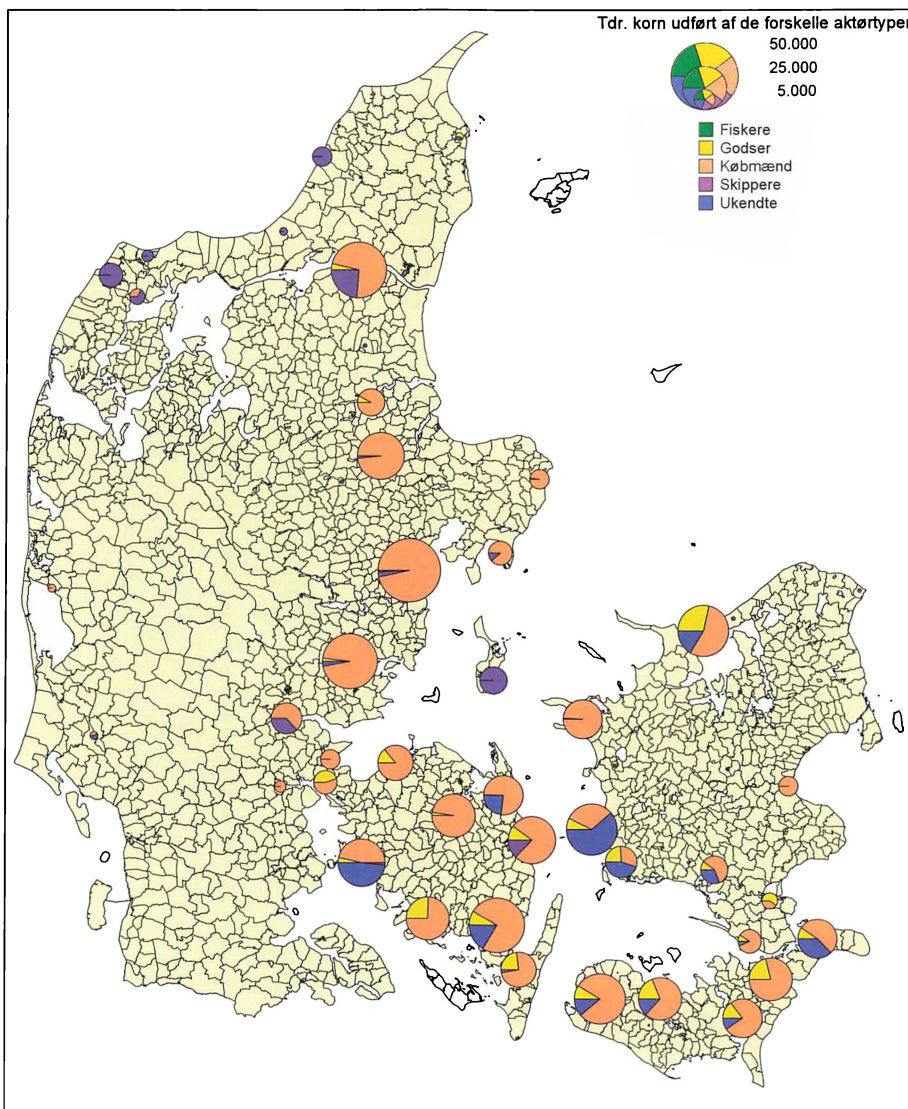 Tdr. korn udført af de forskelle aktørtyper
50.000
25.000
5.000
Fiskere
Godser
Købmænd
Skippere
Ukendte